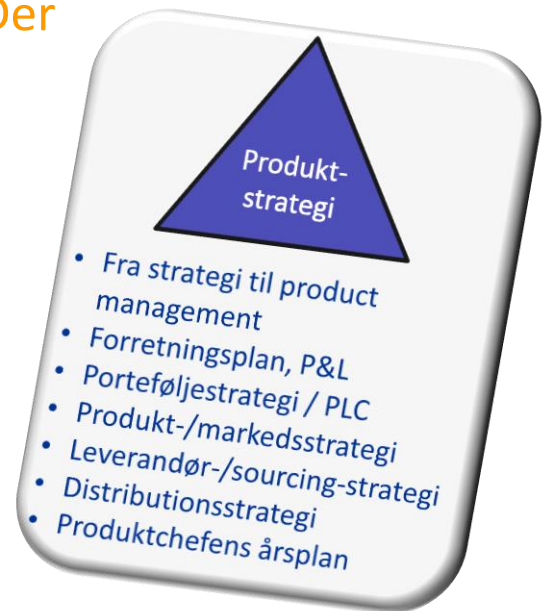 Der
Produkt-
strategi
• Fra strategi til product
management
• Forretningsplan, P&L
• Porteføljestrategi / PLC
• Produkt-/markedsstrategi
• Leverandør-/sourcing-strategi
• Distributionsstrategi
• Produktchefens årsplan